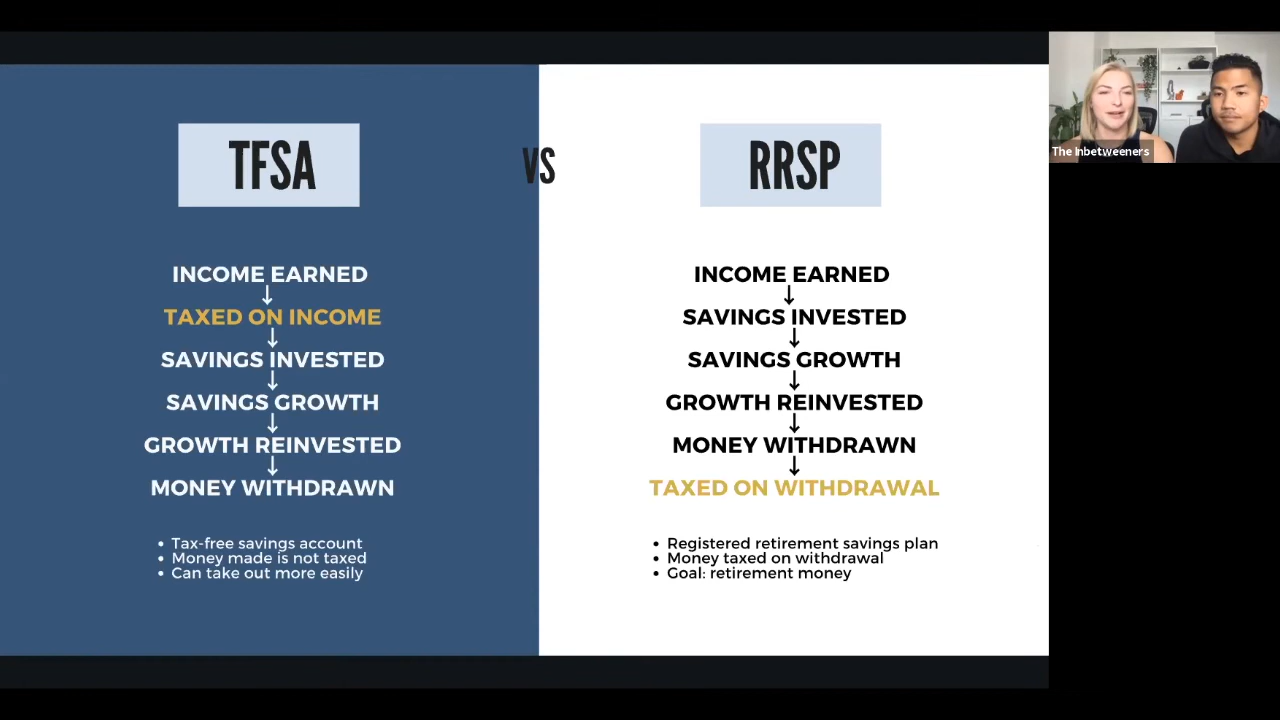 TFSA
VS
RRSP
INCOME EARNED
TAXED ON INCOME
SAVINGS INVESTED
SAVINGS GROWTH
GROWTH REINVESTED
MONEY WITHDRAWN
Tax-free savings account
Money made is not taxed
Can take out more easily
INCOME EARNED
SAVINGS INVESTED
SAVINGS GROWTH
GROWTH REINVESTED
MONEY WITHDRAWN
TAXED ON WITHDRAWAL
Registered retirement savings plan
Money taxed on withdrawal
Goal: retirement money
The Inbetweeners